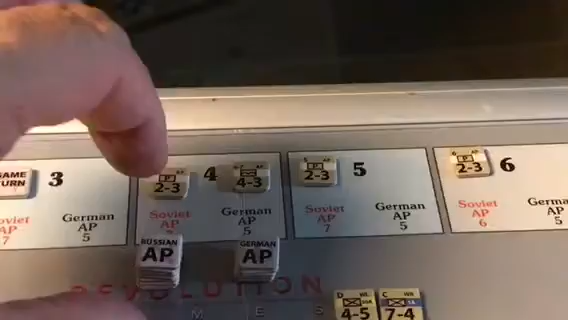 GAME
TURN
3
Soviet
AP
7
German
AP
5
2-3
4
4-3
Soviet
AP
German
AP
5
2-3
5
Soviet
AP
7
German
AP
5
2-3
6
Soviet
AP
6
AP
5
RUSSIAN
AP
GERMAN
AP
REVOLUTION
M E S
D
4-5
C
7-4